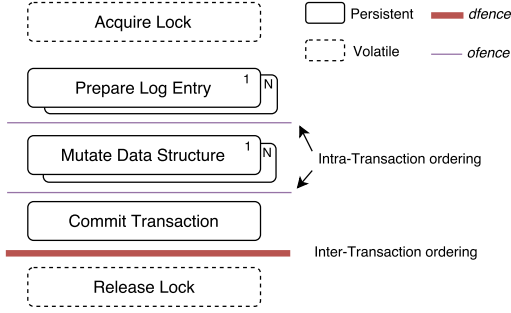 Acquire Lock
Persistent
dfence
Volatile
ofence
Prepare Log Entry 1 N
Mutate Data Structure 1 N
Intra-Transaction ordering
Commit Transaction
Inter-Transaction ordering
Release Lock